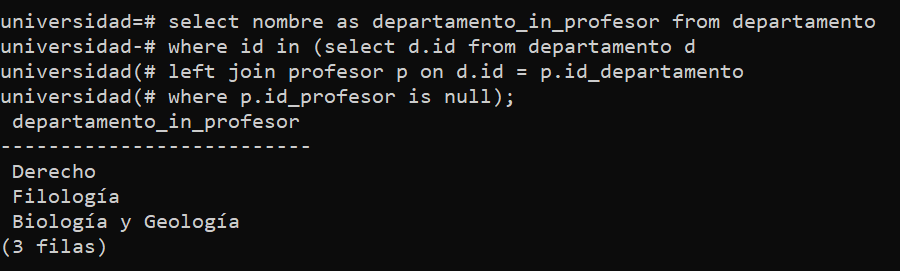 universidad=# select nombre as departamento_in_profesor from departamento
universidad-# where id in (select d.id from departamento d
universidad(# left join profesor p on d.id = p.id_departamento
universidad(# where p.id_profesor is null);
departamento_in_profesor
--------------------------
Derecho
Filología
Biología y Geología
(3 filas)